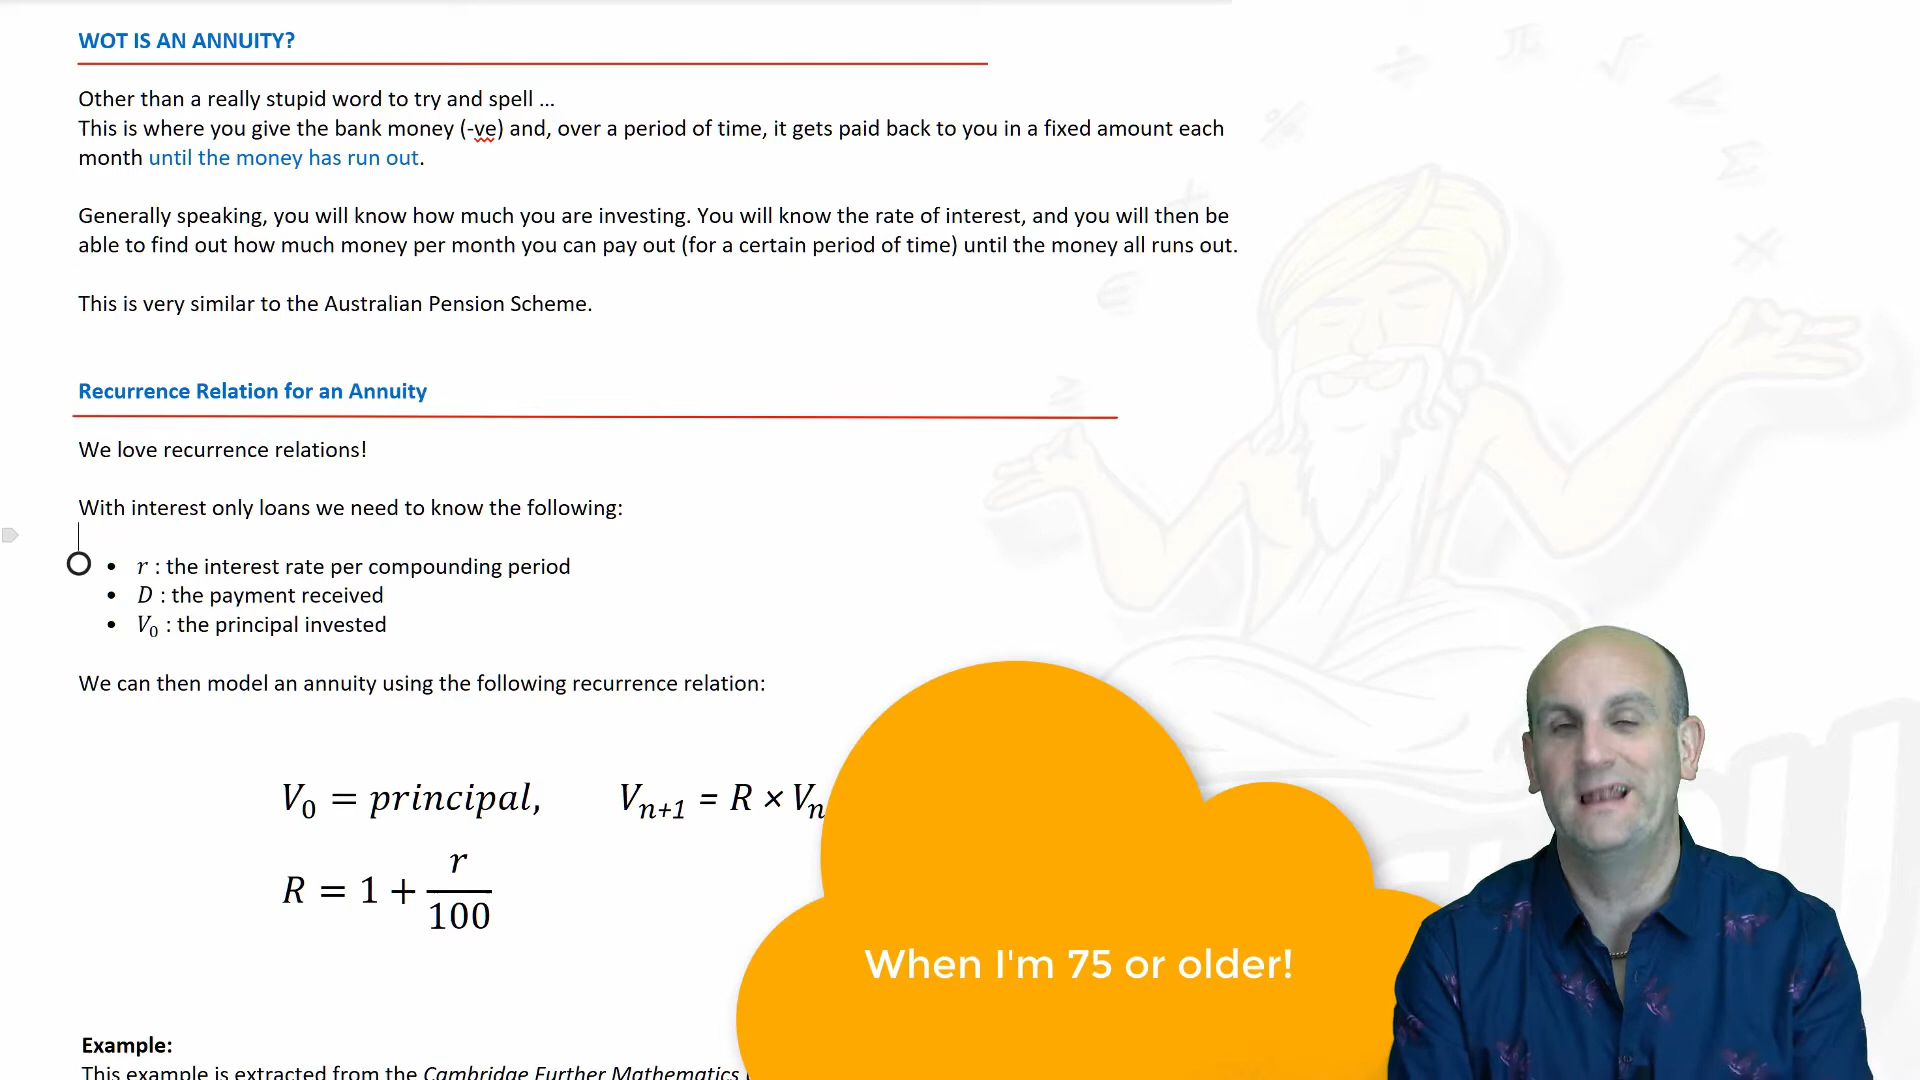 WOT IS AN ANNUITY?
Other than a really stupid word to try and spell ...
This is where you give the bank money (-ve) and, over a period of time, it gets paid back to you in a fixed amount each
month until the money has run out.
Generally speaking, you will know how much you are investing. You will know the rate of interest, and you will then be
able to find out how much money per month you can pay out (for a certain period of time) until the money all runs out.
This is very similar to the Australian Pension Scheme.
Recurrence Relation for an Annuity
We love recurrence relations!
With interest only loans we need to know the following:
• r : the interest rate per compounding period
• D : the payment received
• V₀ : the principal invested
We can then model an annuity using the following recurrence relation:
V₀ = principal, Vₙ₊₁ = R × Vₙ
R = 1 + r/100
When I'm 75 or older!
Example:
This example is extracted from the Cambridge Further Mathematics